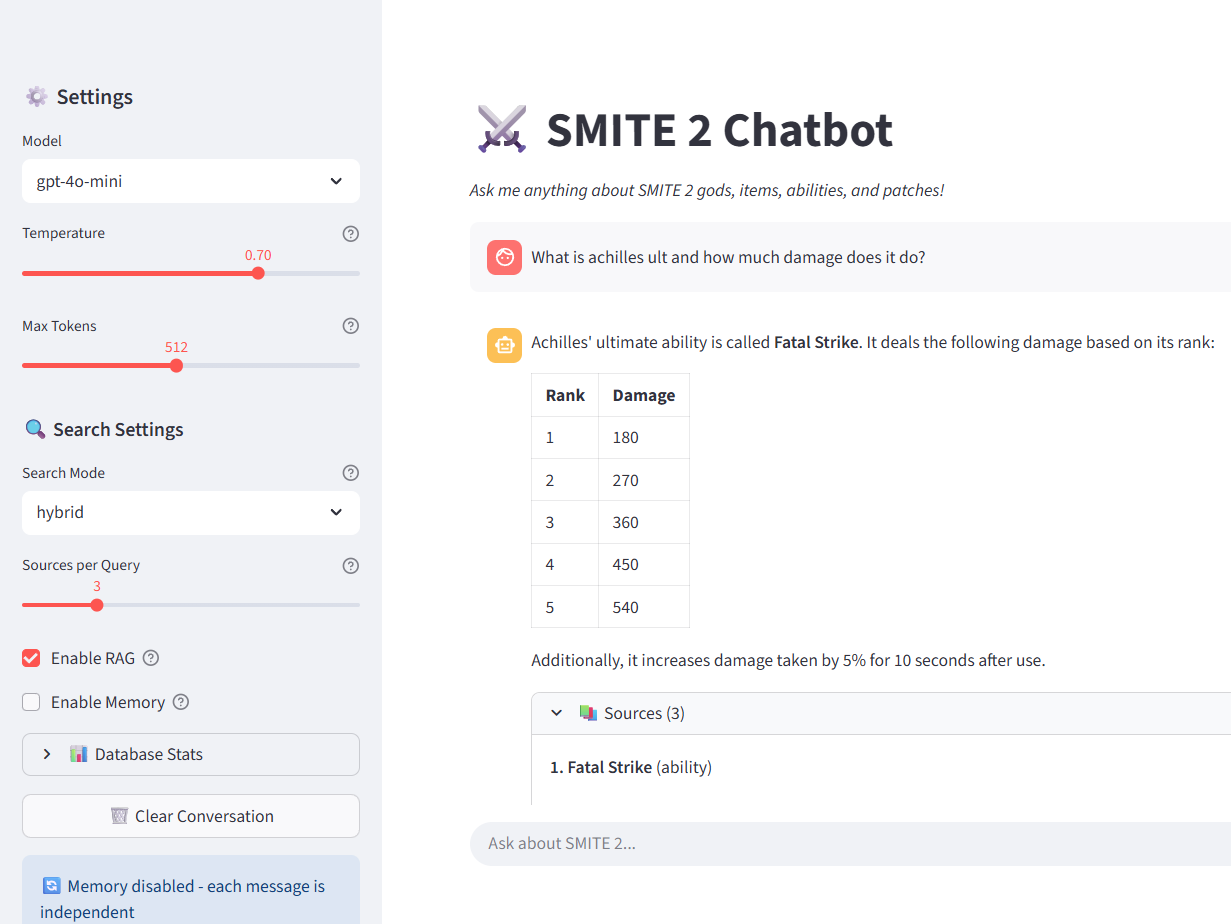 Settings
Model
gpt-4o-mini
Temperature
0.70
Max Tokens
512
Search Settings
Search Mode
hybrid
Sources per Query
3
Enable RAG
Enable Memory
Database Stats
Clear Conversation
Memory disabled - each message is
independent
SMITE 2 Chatbot
Ask me anything about SMITE 2 gods, items, abilities, and patches!
What is achilles ult and how much damage does it do?
Achilles' ultimate ability is called Fatal Strike. It deals the following damage based on its rank:
Rank Damage
1 180
2 270
3 360
4 450
5 540
Additionally, it increases damage taken by 5% for 10 seconds after use.
Sources (3)
1. Fatal Strike (ability)
Ask about SMITE 2...